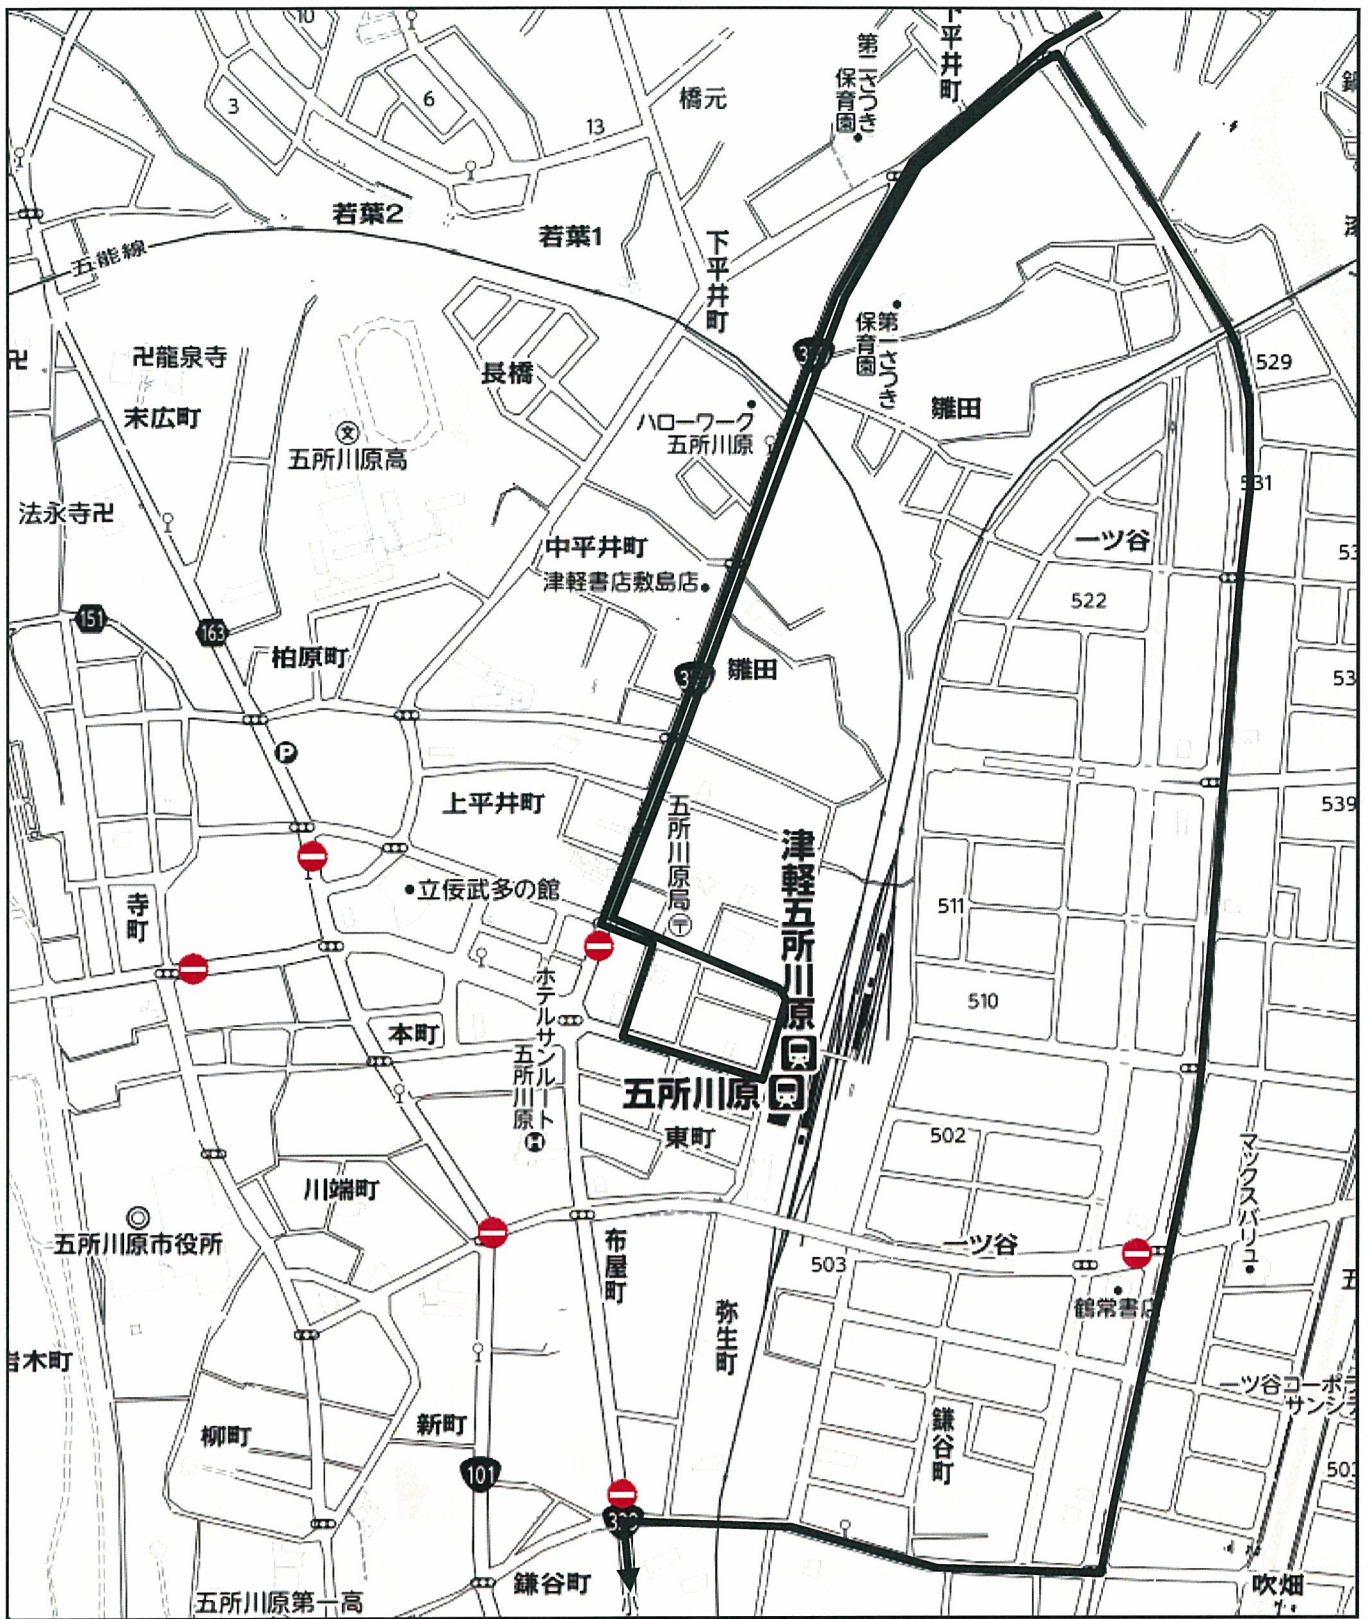 10
下平井町
第二さつき
保育園
橋元
3
6
13
若葉2
若葉1
五能線
下平井町
第一さつき
保育園
卍龍泉寺
卍
長橋
末広町
529
雛田
ハローワーク
五所川原
文
五所川原高
531
法永寺卍
一ツ谷
中平井町
津軽書店敷島店
522
151
163
柏原町
雛田
53
P
上平井町
539
五所川原局
〒
津軽五所川原
立佞武多の館
寺町
511
510
ホテルサンルート
五所川原
H
本町
五所川原
東町
502
マックスバリュ
川端町
五所川原市役所
布屋町
一ツ谷
503
鶴常書店
弥生町
岩木町
一ツ谷コーポ
サンシ
柳町
新町
鎌谷町
101
503
鎌谷町
吹畑
五所川原第一高